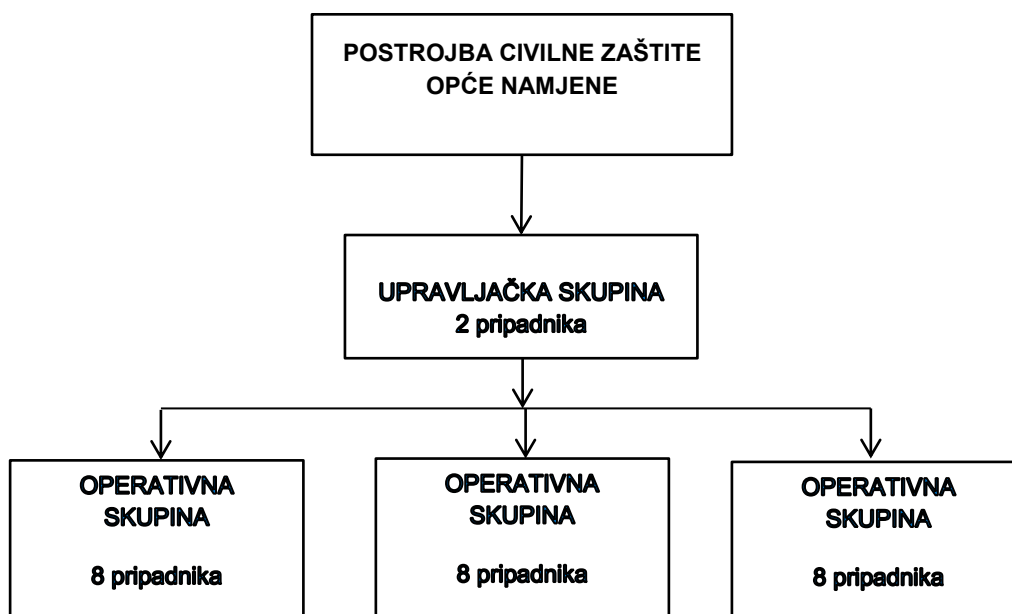 POSTROJBA CIVILNE ZAŠTITE
OPĆE NAMJENE
UPRAVLJAČKA SKUPINA
2 pripadnika
OPERATIVNA
SKUPINA
8 pripadnika
OPERATIVNA
SKUPINA
8 pripadnika
OPERATIVNA
SKUPINA
8 pripadnika